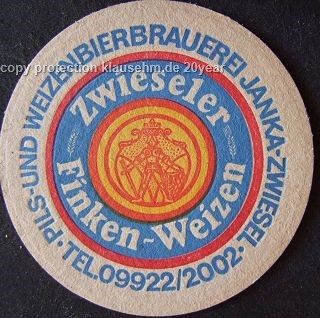 copy protection klausehm.de 20year
PILS-UND WEIZENBIERBRAUEREI JANKA-ZWIESEL
· TEL.09922/2002 ·
Zwieseler
Finken-Weizen